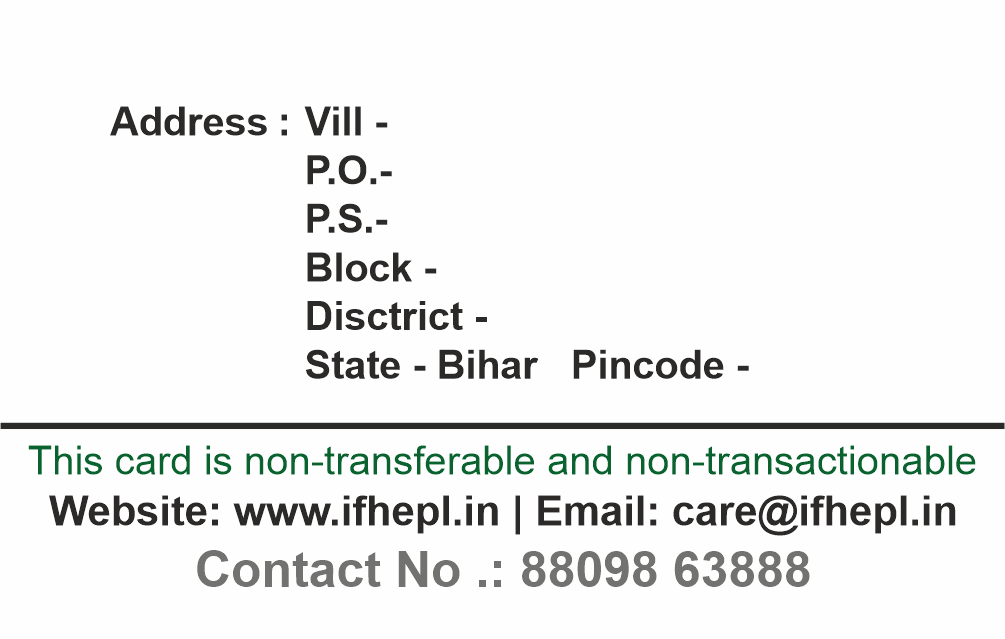 Address : Vill -
P.O.-
P.S.-
Block -
Disctrict -
State - Bihar Pincode -
This card is non-transferable and non-transactionable
Website: www.ifhepl.in | Email: care@ifhepl.in
Contact No .: 88098 63888